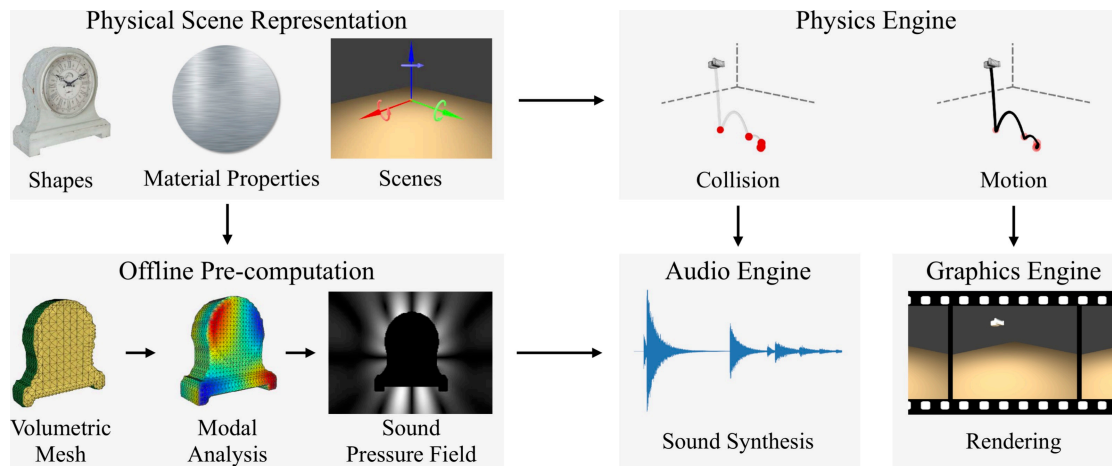 Physical Scene Representation
Shapes
Material Properties
Scenes
Physics Engine
Collision
Motion
Offline Pre-computation
Volumetric
Mesh
Modal
Analysis
Sound
Pressure Field
Audio Engine
Sound Synthesis
Graphics Engine
Rendering